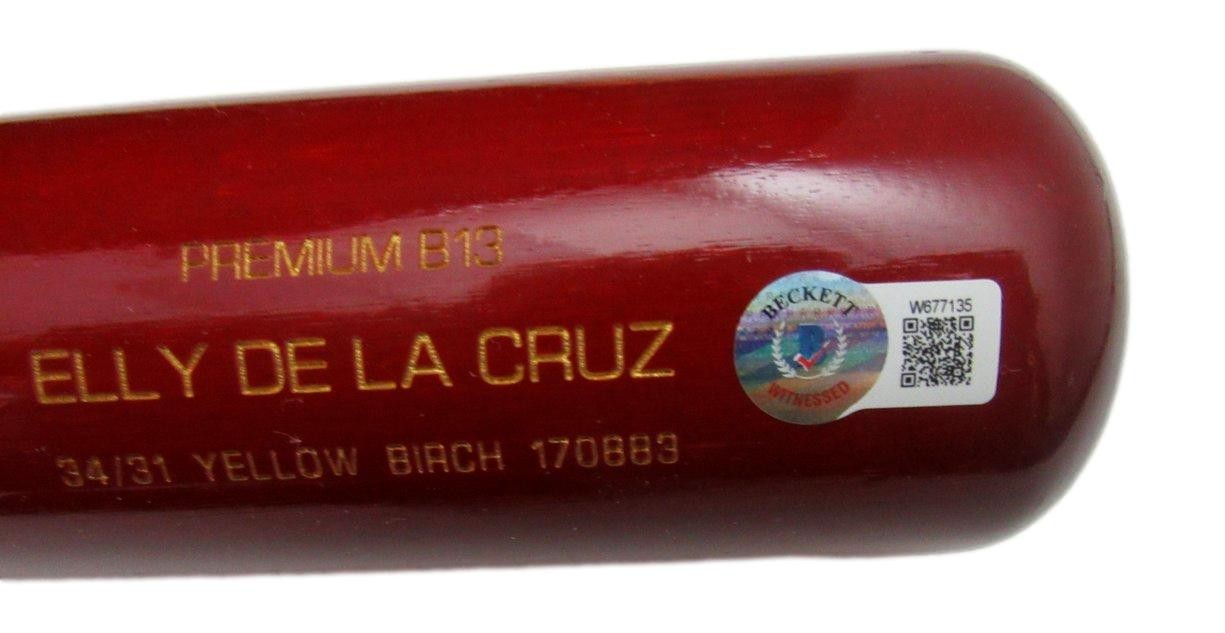 PREMIUM B13
ELLY DE LA CRUZ
34/31 YELLOW BIRCH 170883
BECKETT
B
WITNESSED
W677135